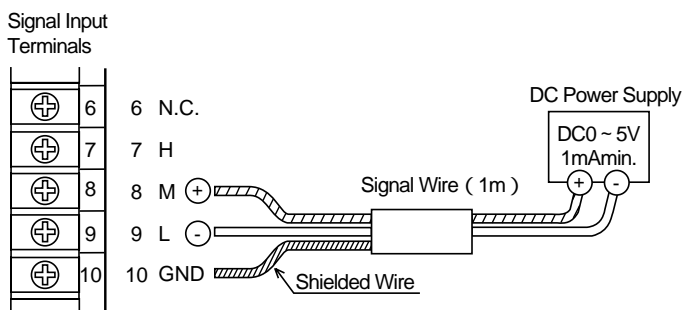 Signal Input
Terminals
6 6 N.C.
7 7 H
8 8 M +
9 9 L -
10 10 GND
Signal Wire ( 1m )
Shielded Wire
DC Power Supply
DC0 ~ 5V
1mAmin.
+ -